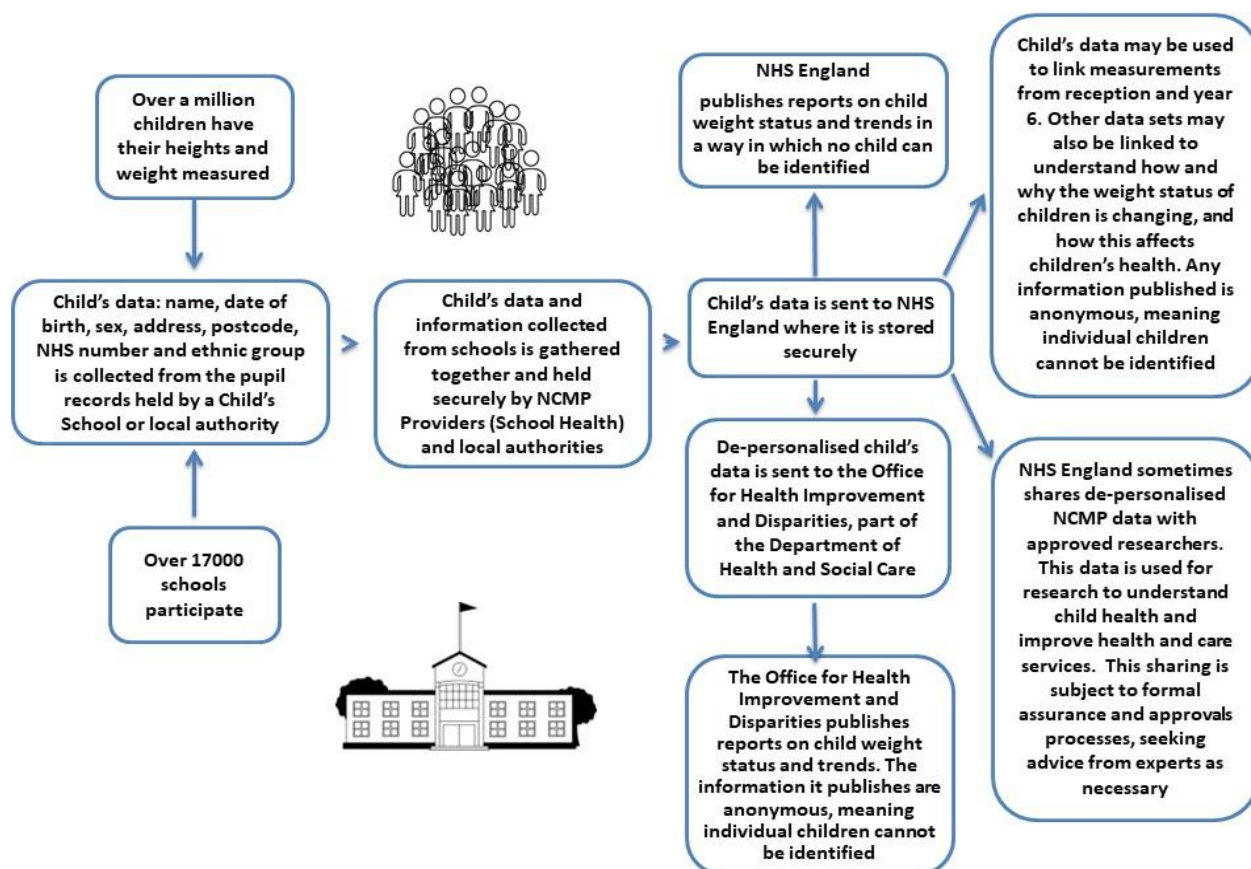 Over a million
children have
their heights and
weight measured
Child’s data: name, date of
birth, sex, address, postcode,
NHS number and ethnic group
is collected from the pupil
records held by a Child’s
School or local authority
Over 17000
schools
participate
Child’s data and
information collected
from schools is gathered
together and held
securely by NCMP
Providers (School Health)
and local authorities
NHS England
publishes reports on child
weight status and trends in
a way in which no child can
be identified
Child’s data is sent to NHS
England where it is stored
securely
De-personalised child’s
data is sent to the Office
for Health Improvement
and Disparities, part of
the Department of
Health and Social Care
The Office for Health
Improvement and
Disparities publishes
reports on child weight
status and trends. The
information it publishes are
anonymous, meaning
individual children cannot
be identified
Child’s data may be used
to link measurements
from reception and year
6. Other data sets may
also be linked to
understand how and
why the weight status of
children is changing, and
how this affects
children’s health. Any
information published is
anonymous, meaning
individual children
cannot be identified
NHS England sometimes
shares de-personalised
NCMP data with
approved researchers.
This data is used for
research to understand
child health and
improve health and care
services. This sharing is
subject to formal
assurance and approvals
processes, seeking
advice from experts as
necessary